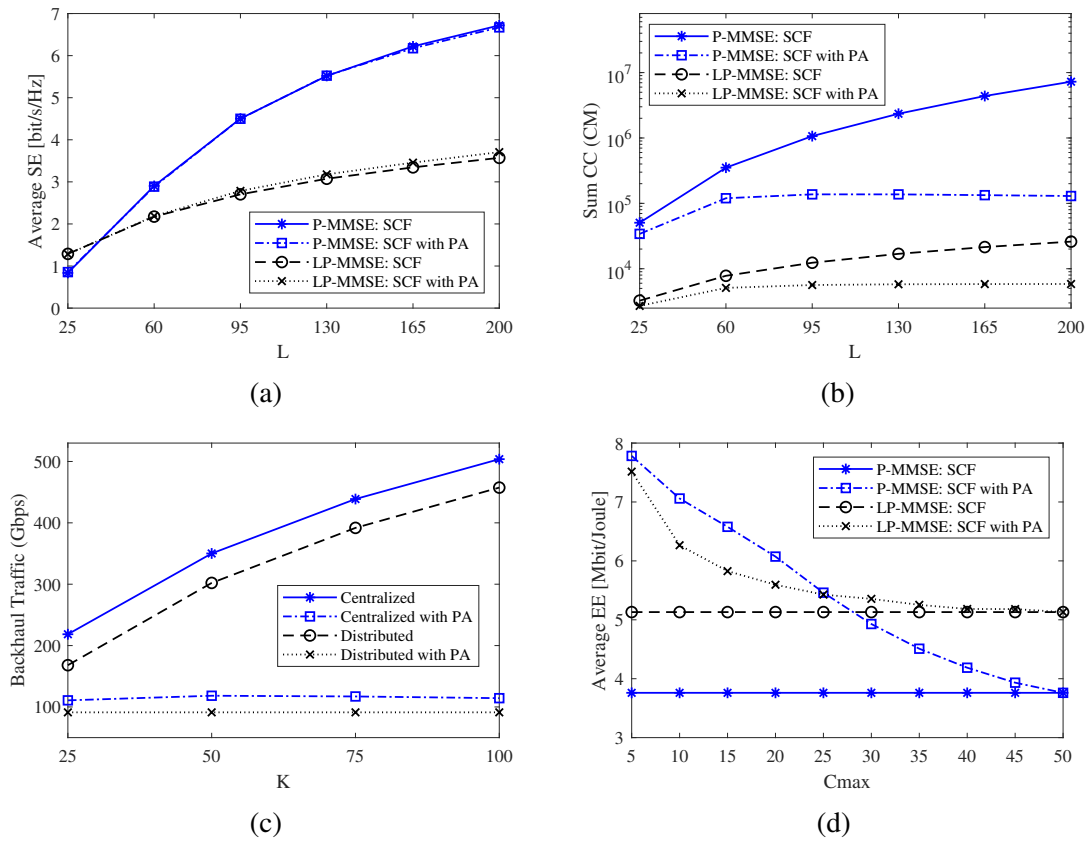 7
6
5
4
3
2
1
0
Average SE [bit/s/Hz]
P-MMSE: SCF
P-MMSE: SCF with PA
LP-MMSE: SCF
LP-MMSE: SCF with PA
25 60 95 130 165 200
L
(a)
10^7
10^6
10^5
10^4
Sum CC (CM)
P-MMSE: SCF
P-MMSE: SCF with PA
LP-MMSE: SCF
LP-MMSE: SCF with PA
25 60 95 130 165 200
L
(b)
500
400
300
200
100
Backhaul Traffic (Gbps)
Centralized
Centralized with PA
Distributed
Distributed with PA
25 50 75 100
K
(c)
8
7
6
5
4
3
Average EE [Mbit/Joule]
P-MMSE: SCF
P-MMSE: SCF with PA
LP-MMSE: SCF
LP-MMSE: SCF with PA
5 10 15 20 25 30 35 40 45 50
Cmax
(d)